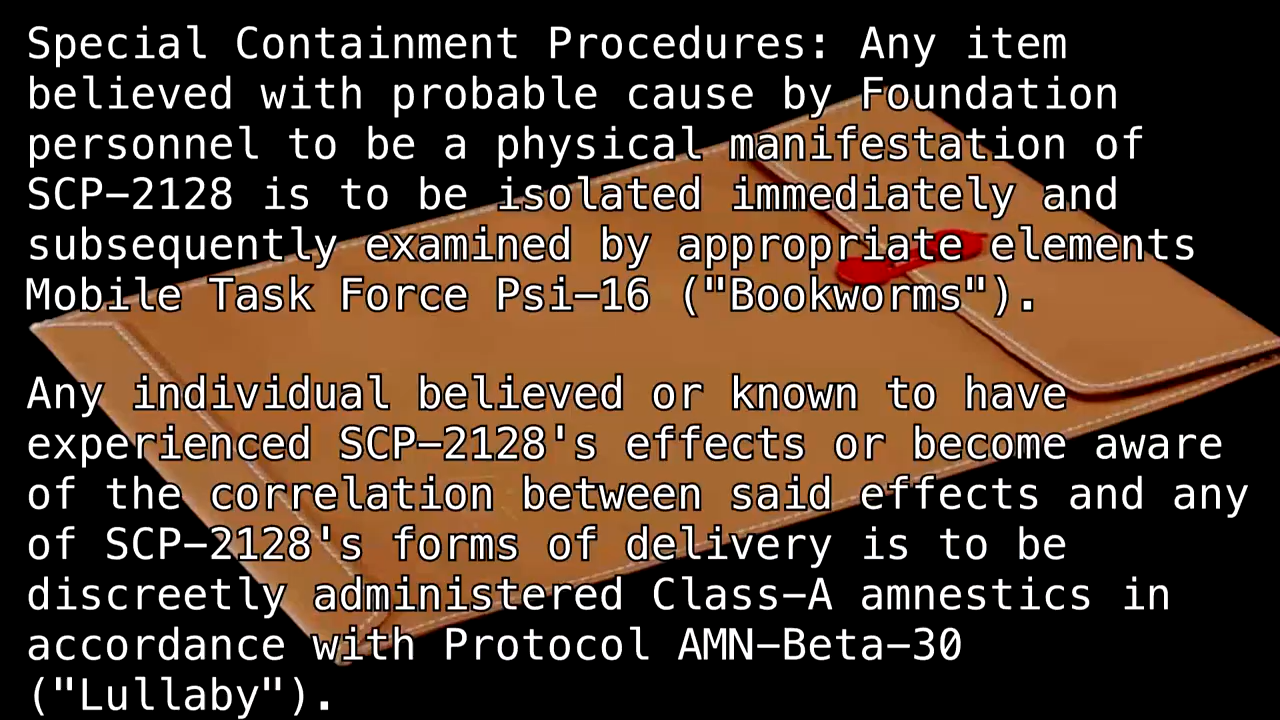 Special Containment Procedures: Any item
believed with probable cause by Foundation
personnel to be a physical manifestation of
SCP-2128 is to be isolated immediately and
subsequently examined by appropriate elements
Mobile Task Force Psi-16 ("Bookworms").
Any individual believed or known to have
experienced SCP-2128's effects or become aware
of the correlation between said effects and any
of SCP-2128's forms of delivery is to be
discreetly administered Class-A amnestics in
accordance with Protocol AMN-Beta-30
("Lullaby").